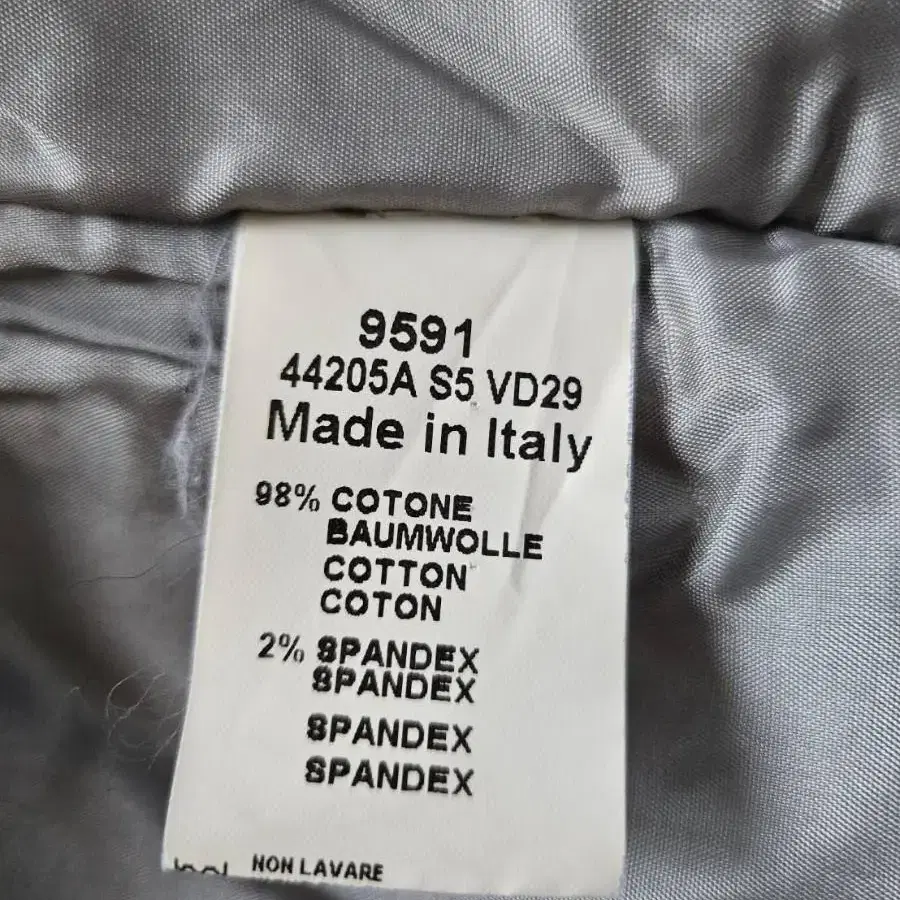 9591
44205A S5 VD29
Made in Italy
98% COTONE
BAUMWOLLE
COTTON
COTON
2% SPANDEX
SPANDEX
SPANDEX
SPANDEX
NON LAVARE